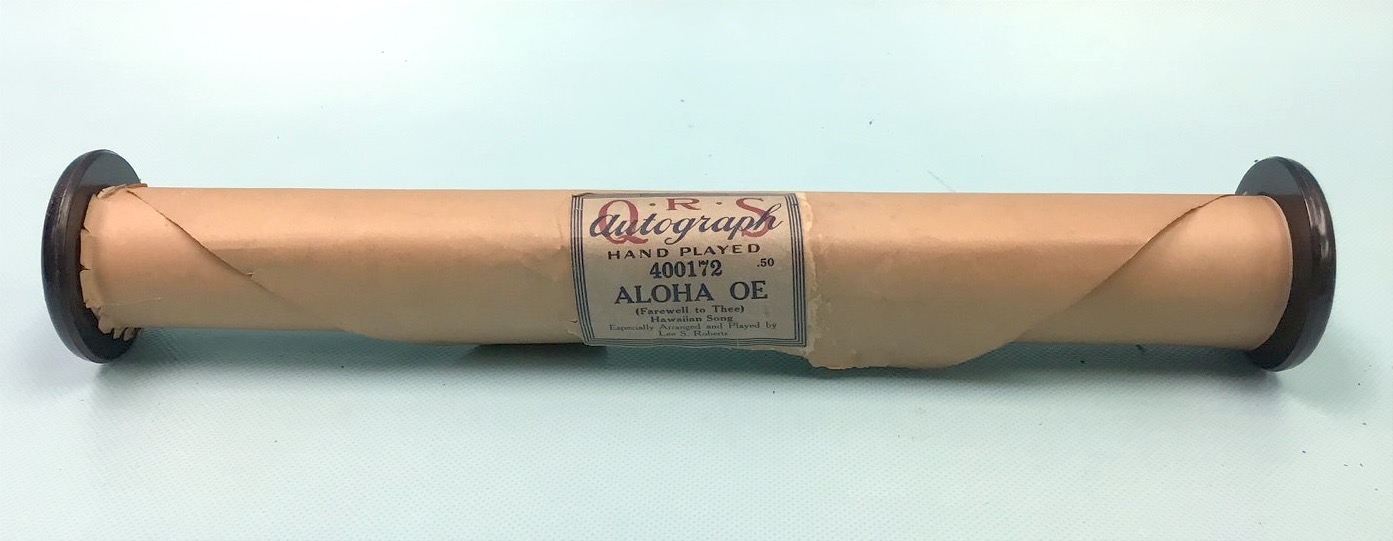 Q·R·S
Autograph
HAND PLAYED
400172 .50
ALOHA OE
(Farewell to Thee)
Hawaiian Song
Especially Arranged and Played by
Lee S. Roberts